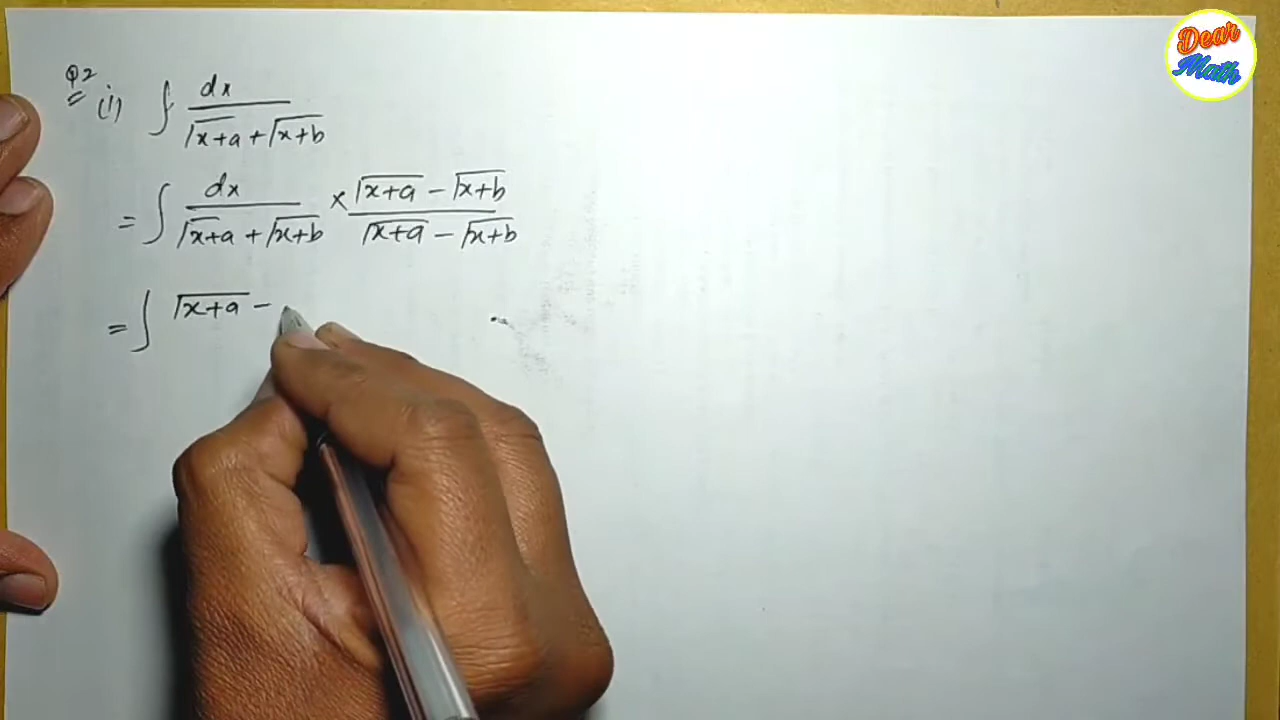 Q2
(i) ∫ dx / (√x+a + √x+b)
= ∫ dx / (√x+a + √x+b) × (√x+a − √x+b) / (√x+a − √x+b)
= ∫ √x+a −
Dear
Math